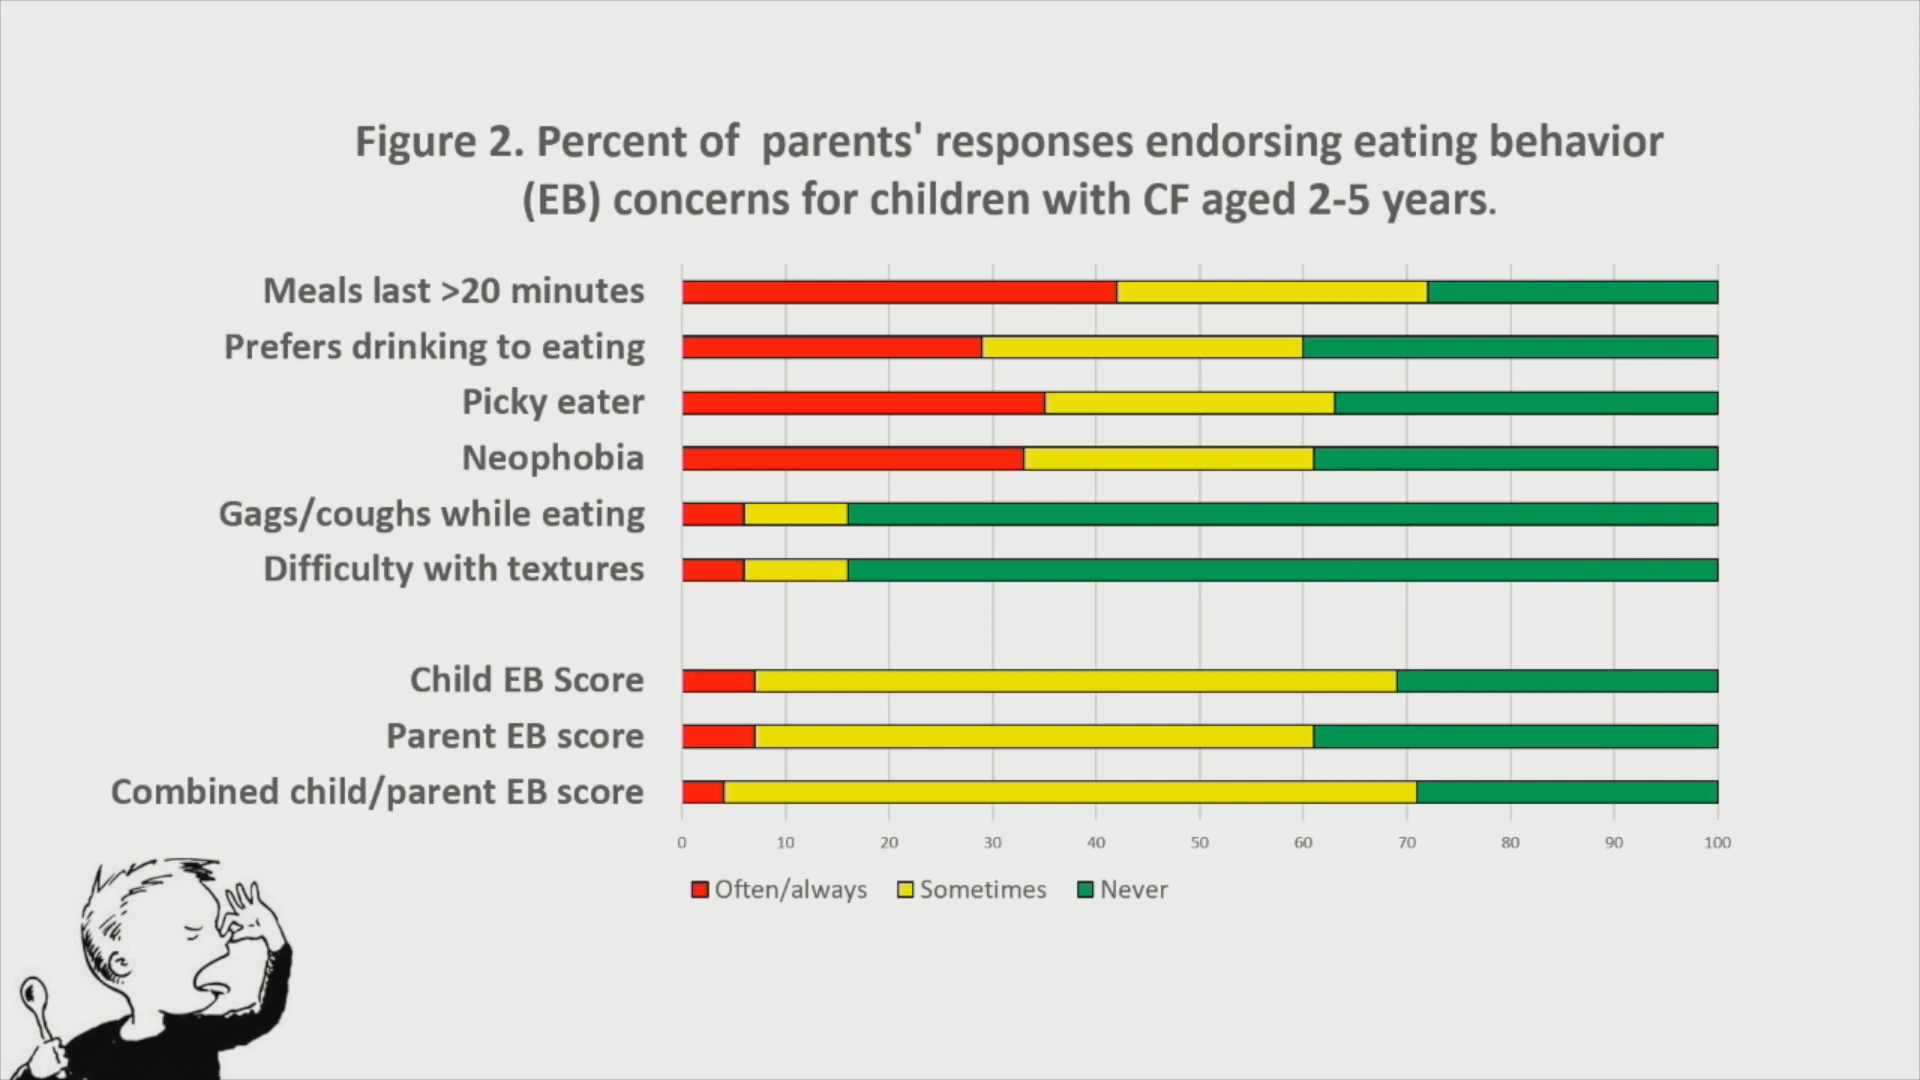 Figure 2. Percent of  parents' responses endorsing eating behavior
(EB) concerns for children with CF aged 2-5 years.
Meals last >20 minutes
Prefers drinking to eating
Picky eater
Neophobia
Gags/coughs while eating
Difficulty with textures
Child EB Score
Parent EB score
Combined child/parent EB score
0 10 20 30 40 50 60 70 80 90 100
Often/always Sometimes Never